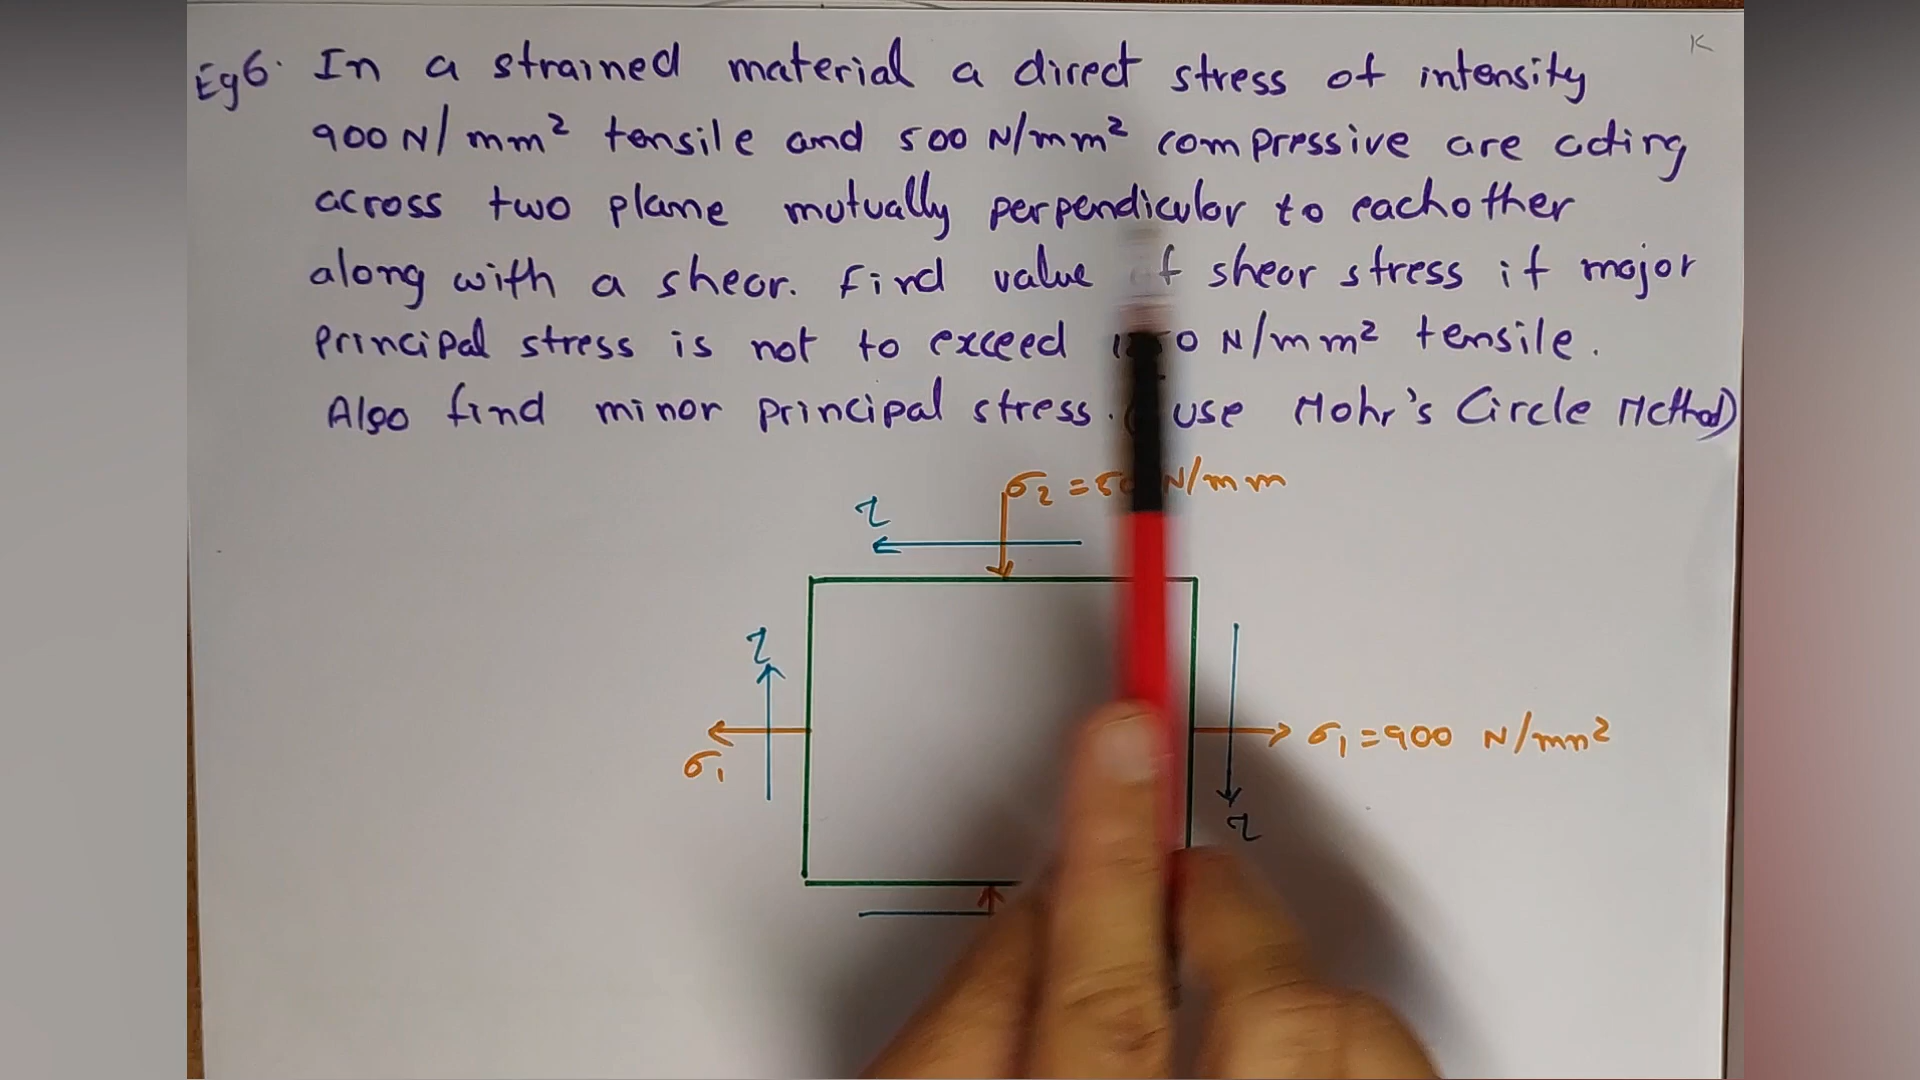 Eg6. In a strained material a direct stress of intensity
900 N/mm² tensile and 500 N/mm² compressive are acting
across two plane mutually perpendicular to eachother
along with a shear. Find value shear stress if major
principal stress is not to exceed N/mm² tensile.
Also find minor principal stress. (use Mohr's Circle Method)
σ2 = N/mm
τ
τ
σ1 = 900 N/mm²
σ1
τ
K